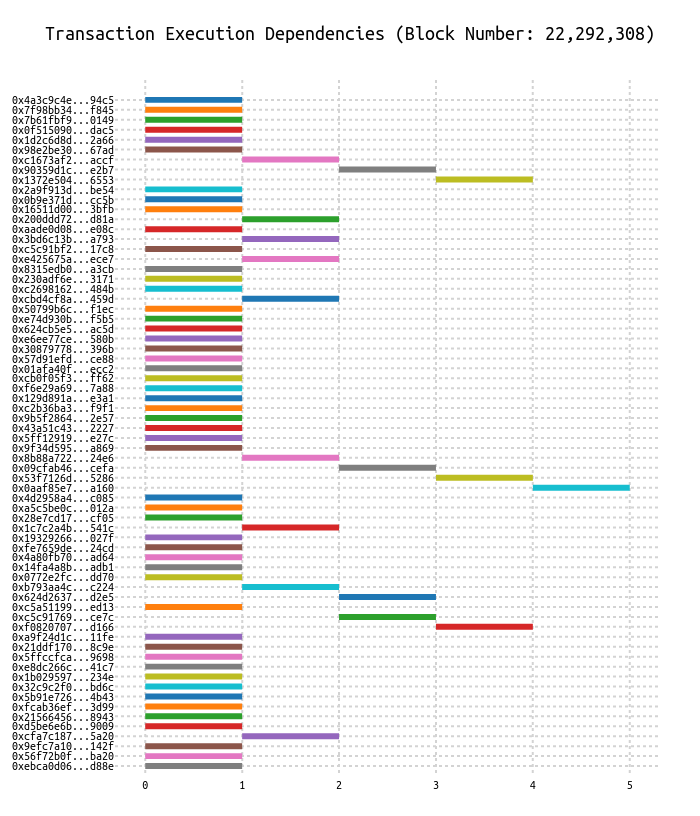 Transaction Execution Dependencies (Block Number: 22,292,308)
0x4a3c9c4e...94c5
0x7f98bb34...f845
0x7b61fbf9...0149
0x0f515090...dac5
0x1d2c6d8d...2a66
0x98e2be30...67ad
0xc1673af2...accf
0x90359d1c...e2b7
0x1372e504...6553
0x2a9f913d...be54
0x0b9e371d...cc5b
0x16511d00...3bfb
0x200ddd72...d81a
0xaade0d08...e08c
0x3bd6c13b...a793
0xc5c91bf2...17c8
0xe425675a...ece7
0x8315edb0...a3cb
0x230adf6e...3171
0xc2698162...484b
0xcbd4cf8a...459d
0x50799b6c...f1ec
0xe74d930b...f5b5
0x624cb5e5...ac5d
0xe6ee77ce...580b
0x30879778...396b
0x57d91efd...ce88
0x01afa40f...ecc2
0xcb0f05f3...ff62
0xf6e29a69...7a88
0x129d891a...e3a1
0xc2b36ba3...f9f1
0x9b5f2864...2e57
0x43a51c43...2227
0x5ff12919...e27c
0x9f34d595...a869
0x8b88a722...24e6
0x09cfab46...cefa
0x53f7126d...5286
0x0aaf85e7...a160
0x4d2958a4...c085
0xa5c5be0c...012a
0x28e7cd17...cf05
0x1c7c2a4b...541c
0x19329266...027f
0xfe7659de...24cd
0x4a80fb70...ad64
0x14fa4a8b...adb1
0x0772e2fc...dd70
0xb793aa4c...c224
0x624d2637...d2e5
0xc5a51199...ed13
0xc5c91769...ce7c
0xf0820707...d166
0xa9f24d1c...11fe
0x21ddf170...8c9e
0x5ffccfca...9698
0xe8dc266c...41c7
0x1b029597...234e
0x32c9c2f0...bd6c
0x5b91e726...4b43
0xfcab36ef...3d99
0x21566456...8943
0xd5be6e6b...9009
0xcfa7c187...5a20
0x9efc7a10...142f
0x56f72b0f...ba20
0xebca0d06...d88e
0 1 2 3 4 5